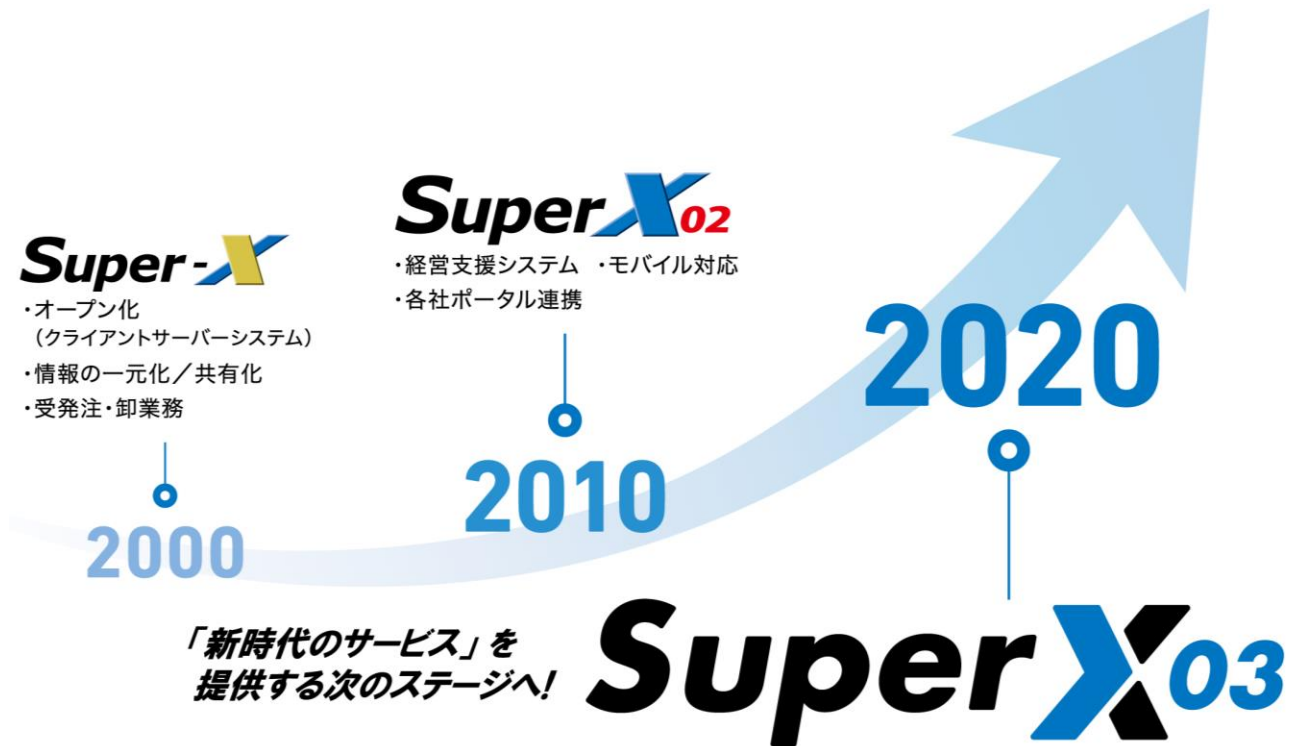 Super-X
・オープン化
（クライアントサーバーシステム）
・情報の一元化／共有化
・受発注・卸業務
2000
Super X02
・経営支援システム ・モバイル対応
・各社ポータル連携
2010
2020
「新時代のサービス」を
提供する次のステージへ!
Super X03